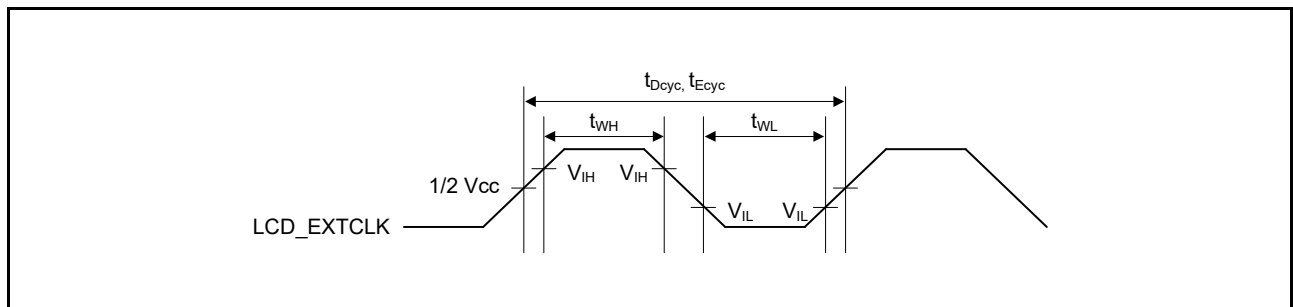 tDcyc, tEcyc
tWH
tWL
VIH
VIH
1/2 Vcc
VIL
VIL
LCD_EXTCLK